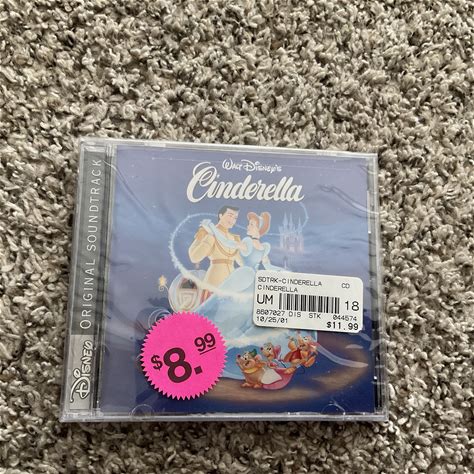 WALT DISNEY'S
Cinderella
DISNEY ORIGINAL SOUNDTRACK
SDTRK-CINDERELLA CD
CINDERELLA
UM 18
8607027 DIS STK 044574
10/25/01 $11.99
$8.99